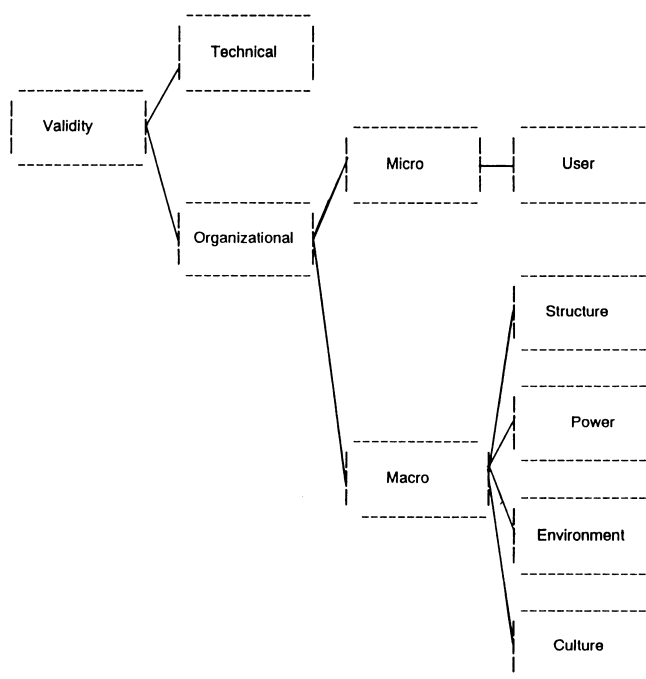 Technical
Validity
Micro
User
Organizational
Structure
Power
Macro
Environment
Culture